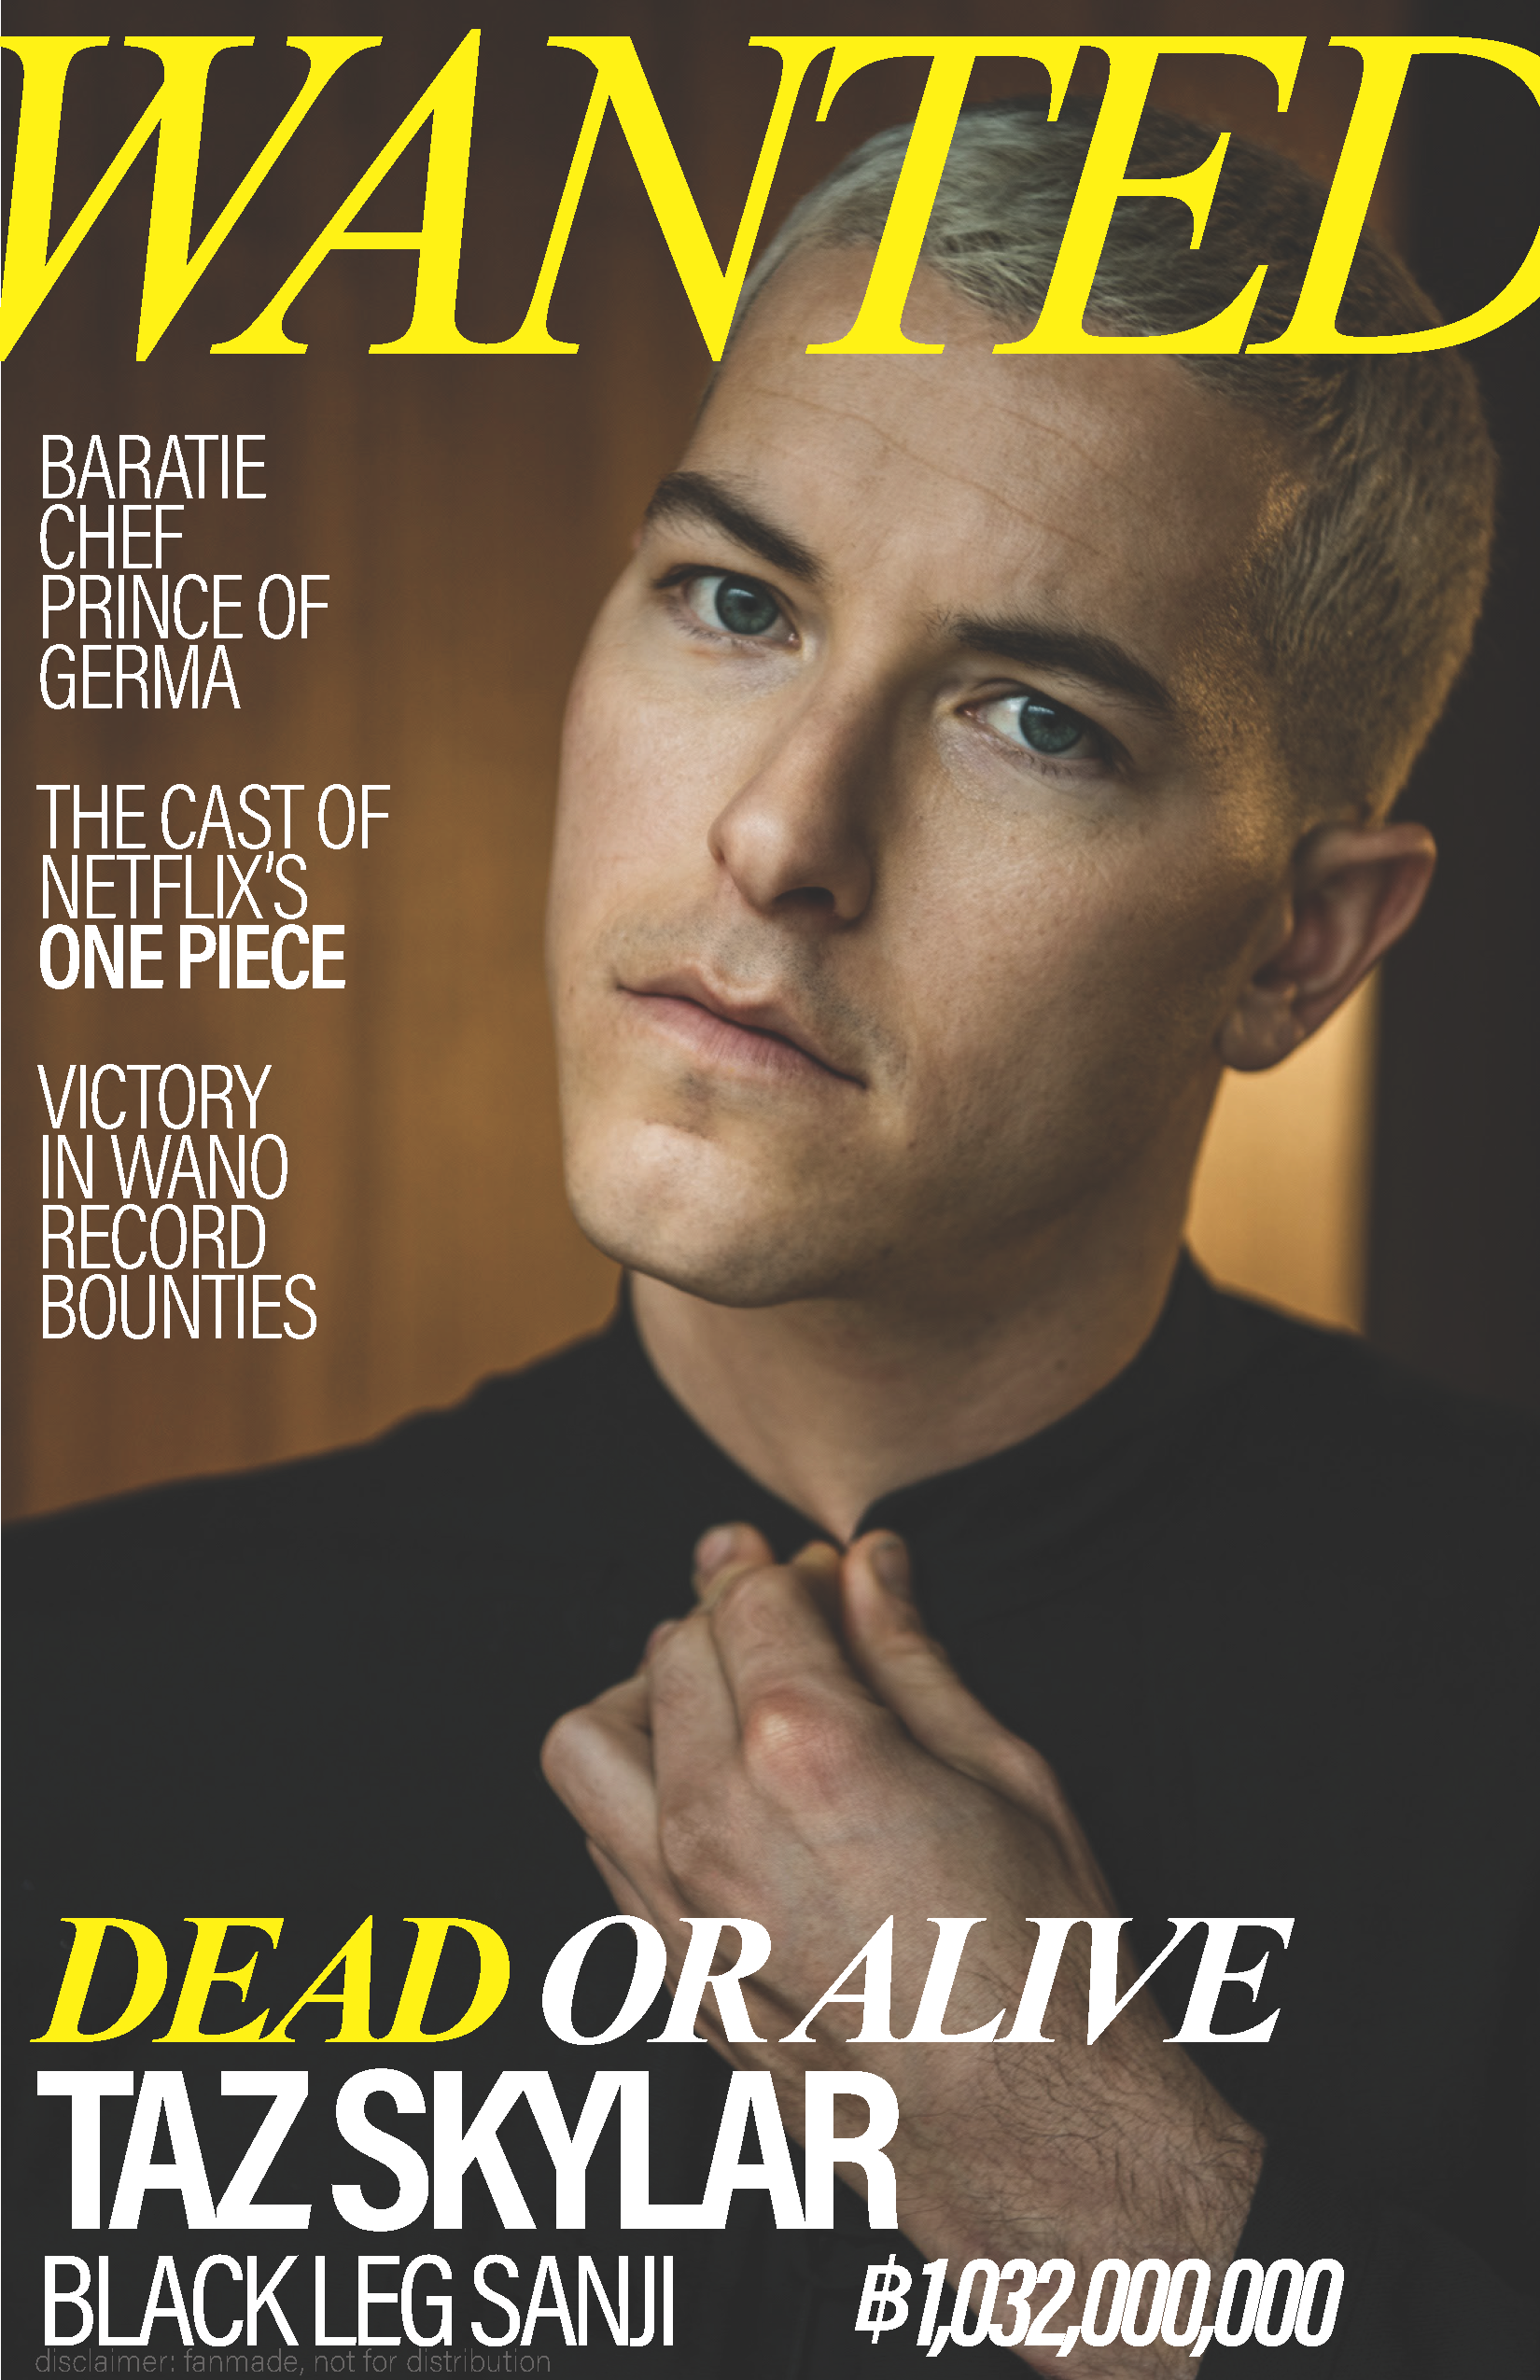 WANTED
BARATIE
CHEF
PRINCE OF
GERMA
THE CAST OF
NETFLIX'S
ONE PIECE
VICTORY
IN WANO
RECORD
BOUNTIES
DEAD OR ALIVE
TAZ SKYLAR
BLACK LEG SANJI
฿1,032,000,000
disclaimer: fanmade, not for distribution